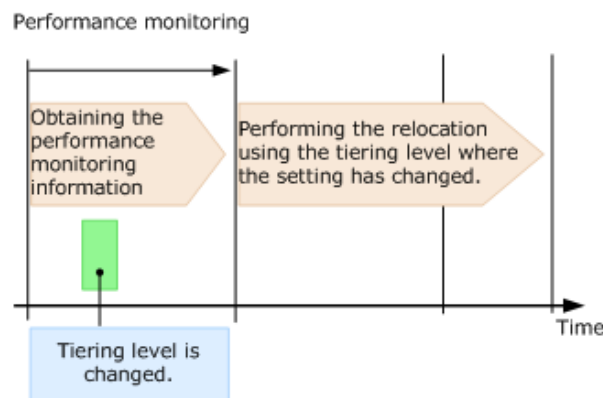 Performance monitoring
Obtaining the
performance
monitoring
information
Performing the relocation
using the tiering level where
the setting has changed.
Time
Tiering level is
changed.